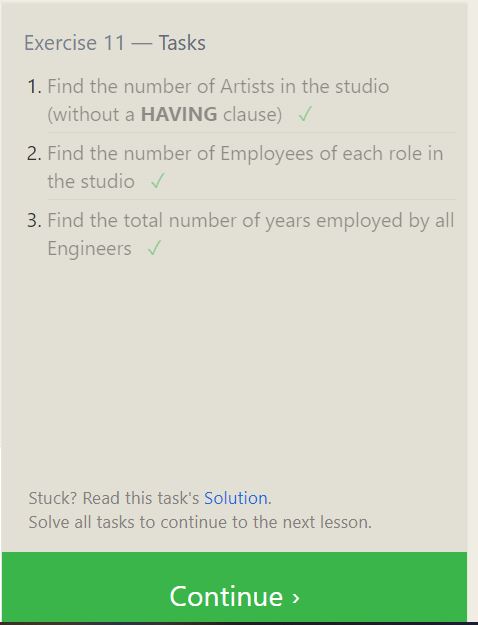 Exercise 11 — Tasks
1. Find the number of Artists in the studio
(without a HAVING clause) ✓
2. Find the number of Employees of each role in
the studio ✓
3. Find the total number of years employed by all
Engineers ✓
Stuck? Read this task's Solution.
Solve all tasks to continue to the next lesson.
Continue ›